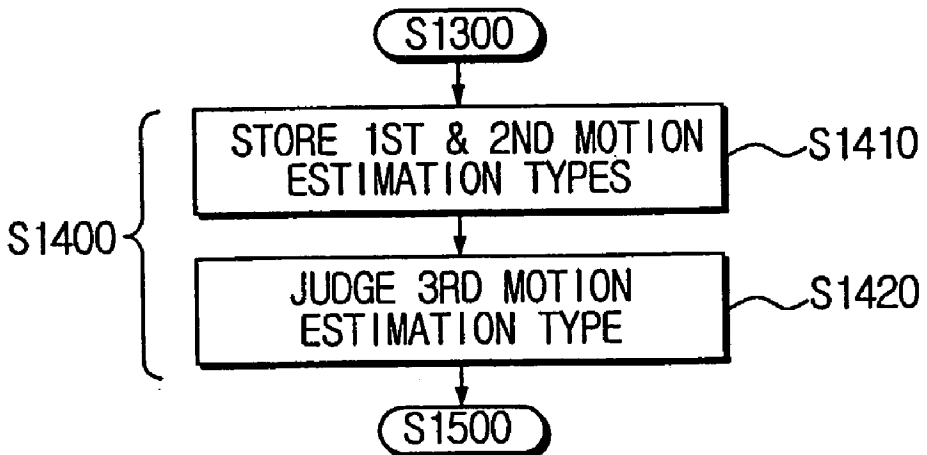 S1300
STORE 1ST & 2ND MOTION
ESTIMATION TYPES
S1410
S1400
JUDGE 3RD MOTION
ESTIMATION TYPE
S1420
S1500